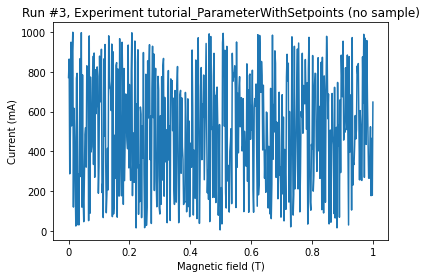 Run #3, Experiment tutorial_ParameterWithSetpoints (no sample)
1000
800
600
400
200
0
Current (mA)
0 0.2 0.4 0.6 0.8 1
Magnetic field (T)